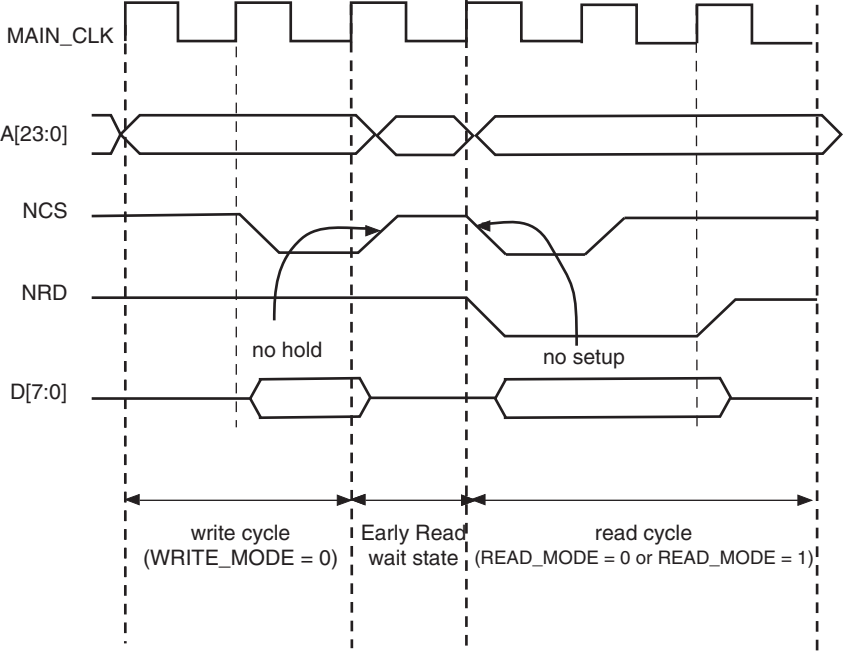 MAIN_CLK
A[23:0]
NCS
NRD
no hold
no setup
D[7:0]
write cycle
(WRITE_MODE = 0)
Early Read
wait state
read cycle
(READ_MODE = 0 or READ_MODE = 1)